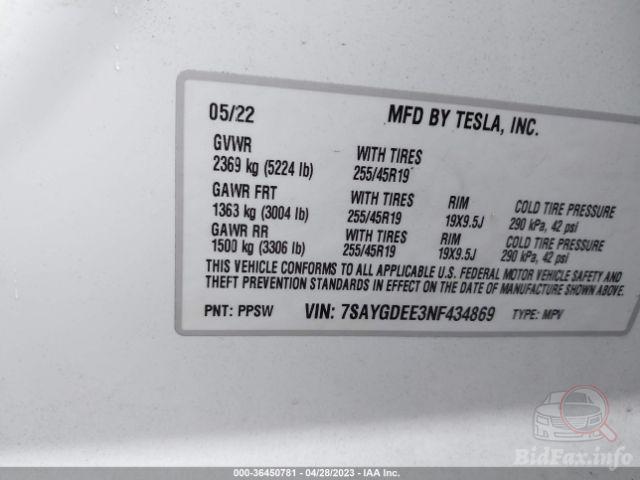 05/22 MFD BY TESLA, INC.
GVWR
2369 kg (5224 lb) WITH TIRES 255/45R19
GAWR FRT
1363 kg (3004 lb) WITH TIRES 255/45R19 RIM 19X9.5J COLD TIRE PRESSURE 290 kPa, 42 psi
GAWR RR
1500 kg (3306 lb) WITH TIRES 255/45R19 RIM 19X9.5J COLD TIRE PRESSURE 290 kPa, 42 psi
THIS VEHICLE CONFORMS TO ALL APPLICABLE U.S. FEDERAL MOTOR VEHICLE SAFETY AND
THEFT PREVENTION STANDARDS IN EFFECT ON THE DATE OF MANUFACTURE SHOWN ABOVE.
PNT: PPSW VIN: 7SAYGDEE3NF434869 TYPE: MPV
BidFax.info
000-36450781 - 04/28/2023 - IAA Inc.